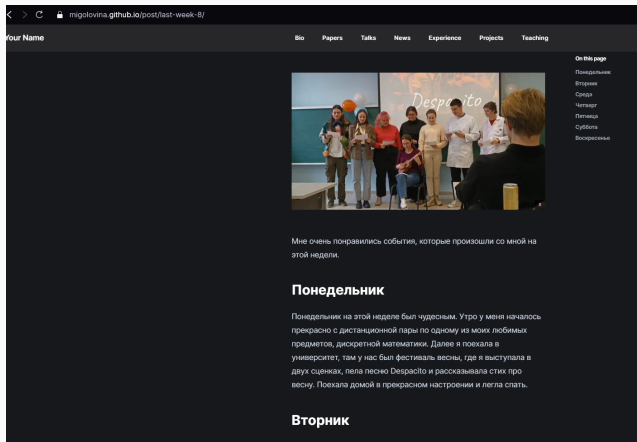 migolovina.github.io/post/last-week-8/
Your Name
Bio Papers Talks News Experience Projects Teaching
On this page
Понедельник
Вторник
Среда
Четверг
Пятница
Суббота
Воскресенье
Despacito
Мне очень понравились события, которые произошли со мной на
этой недели.
Понедельник
Понедельник на этой неделе был чудесным. Утро у меня началось
прекрасно с дистанционной пары по одному из моих любимых
предметов, дискретной математики. Далее я поехала в
университет, там у нас был фестиваль весны, где я выступала в
двух сценках, пела песню Despacito и рассказывала стих про
весну. Поехала домой в прекрасном настроении и легла спать.
Вторник